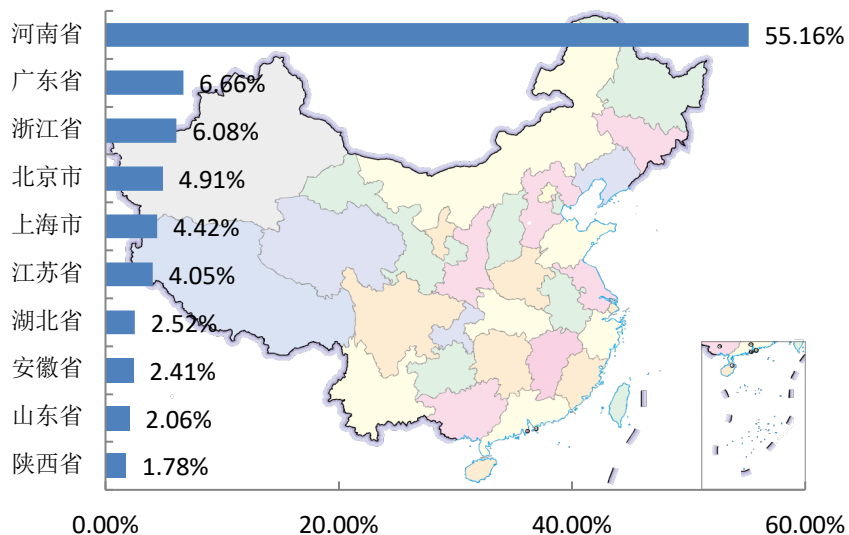 河南省 55.16%
广东省 6.66%
浙江省 6.08%
北京市 4.91%
上海市 4.42%
江苏省 4.05%
湖北省 2.52%
安徽省 2.41%
山东省 2.06%
陕西省 1.78%
0.00% 20.00% 40.00% 60.00%